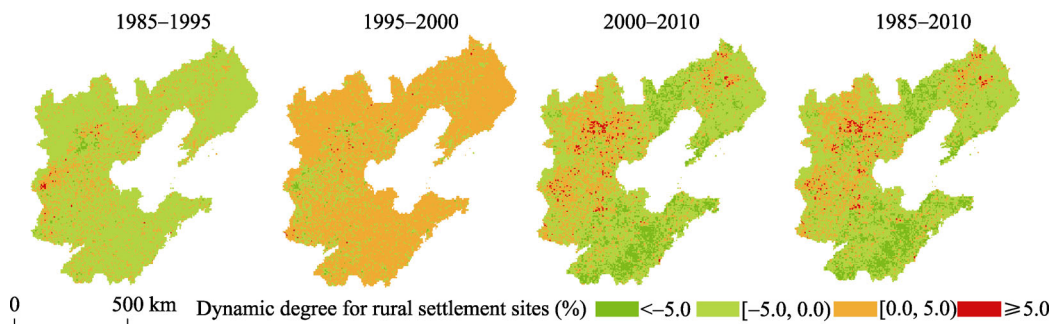 1985–1995 1995–2000 2000–2010 1985–2010
0 500 km Dynamic degree for rural settlement sites (%) <−5.0 [−5.0, 0.0) [0.0, 5.0) ⩾5.0